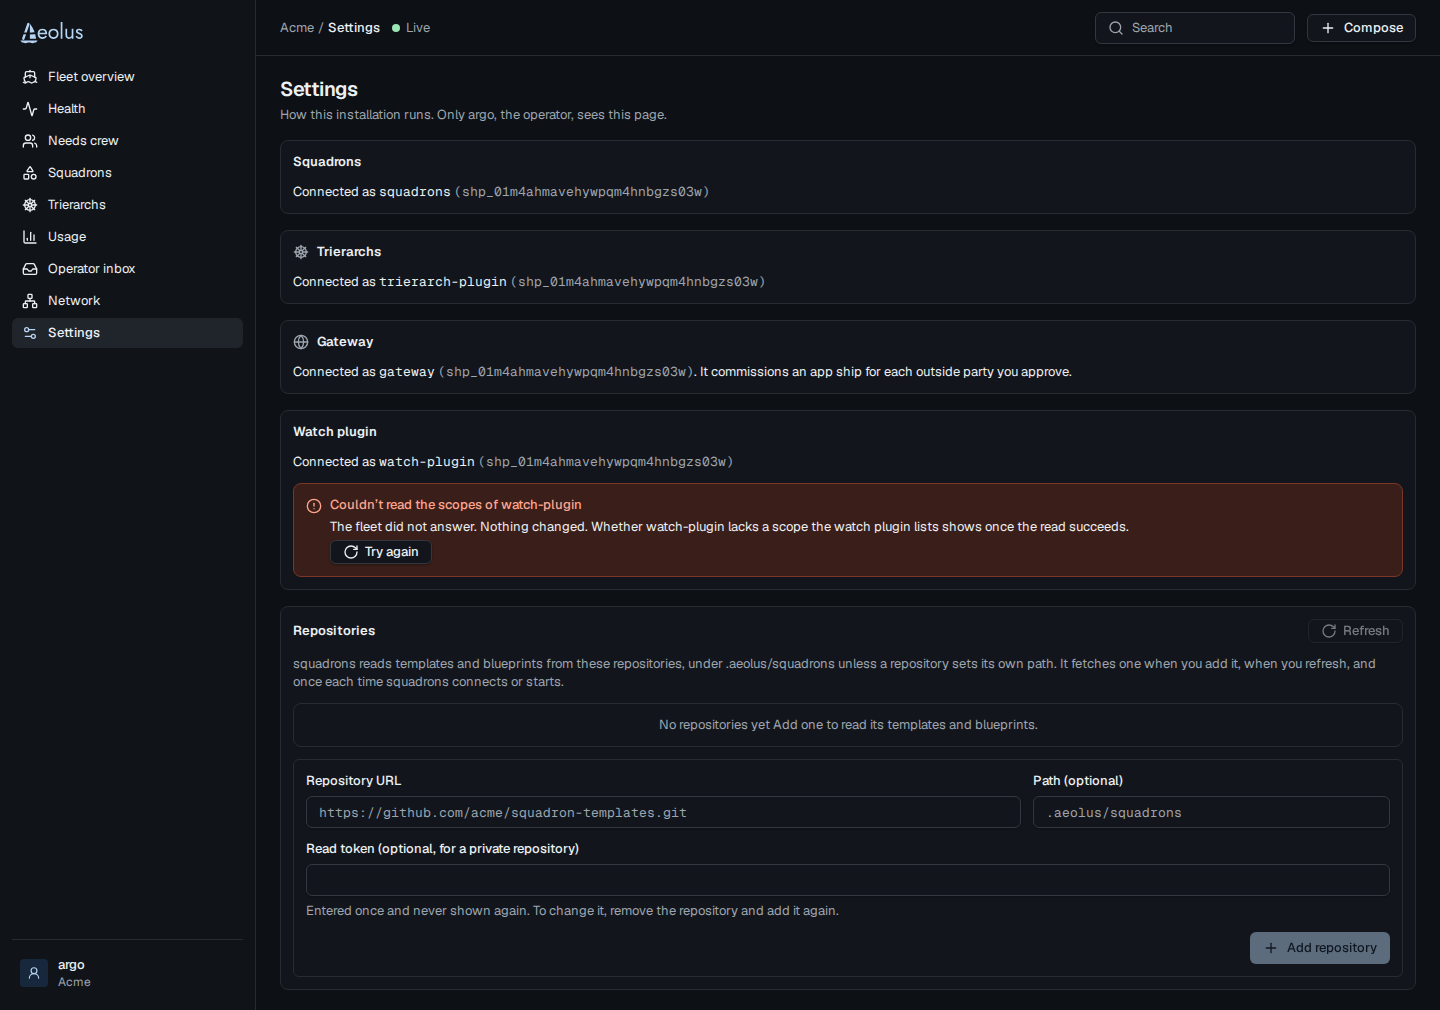 Aeolus
Fleet overview
Health
Needs crew
Squadrons
Trierarchs
Usage
Operator inbox
Network
Settings
argo
Acme
Acme / Settings Live
Search
Compose
Settings
How this installation runs. Only argo, the operator, sees this page.
Squadrons
Connected as squadrons (shp_01m4ahmavehywpqm4hnbgzs03w)
Trierarchs
Connected as trierarch-plugin (shp_01m4ahmavehywpqm4hnbgzs03w)
Gateway
Connected as gateway (shp_01m4ahmavehywpqm4hnbgzs03w). It commissions an app ship for each outside party you approve.
Watch plugin
Connected as watch-plugin (shp_01m4ahmavehywpqm4hnbgzs03w)
Couldn’t read the scopes of watch-plugin
The fleet did not answer. Nothing changed. Whether watch-plugin lacks a scope the watch plugin lists shows once the read succeeds.
Try again
Repositories
Refresh
squadrons reads templates and blueprints from these repositories, under .aeolus/squadrons unless a repository sets its own path. It fetches one when you add it, when you refresh, and
once each time squadrons connects or starts.
No repositories yet Add one to read its templates and blueprints.
Repository URL
Path (optional)
https://github.com/acme/squadron-templates.git
.aeolus/squadrons
Read token (optional, for a private repository)
Entered once and never shown again. To change it, remove the repository and add it again.
Add repository